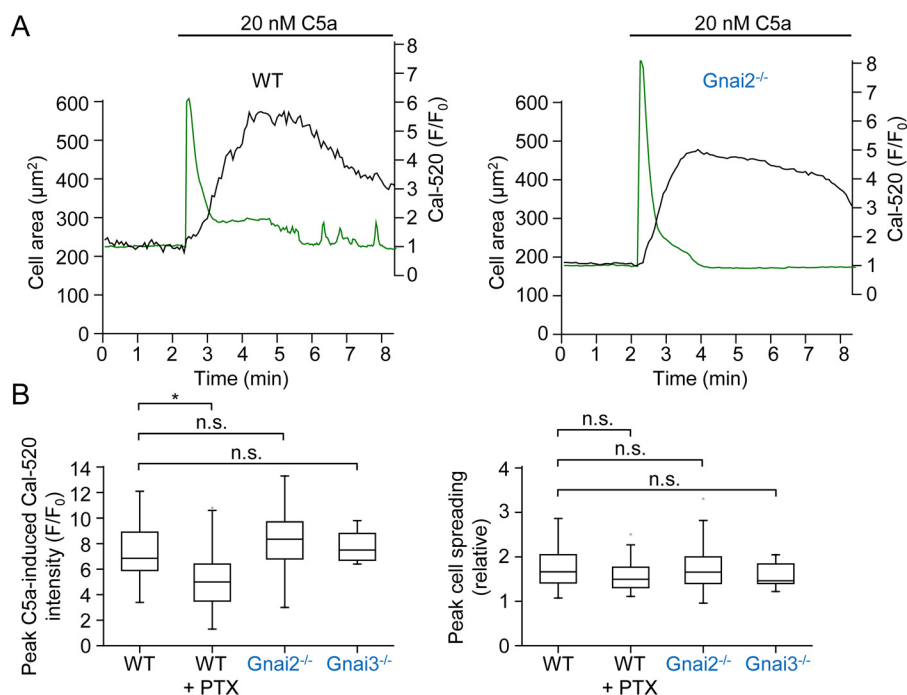 A
20 nM C5a
WT
Cell area (µm²)
600
500
400
300
200
100
0
8
7
6
5
4
3
2
1
0
Cal-520 (F/F₀)
0 1 2 3 4 5 6 7 8
Time (min)
20 nM C5a
Gnai2⁻/⁻
Cell area (µm²)
600
500
400
300
200
100
0
8
7
6
5
4
3
2
1
0
Cal-520 (F/F₀)
0 1 2 3 4 5 6 7 8
Time (min)
B
*
n.s.
n.s.
Peak C5a-induced Cal-520
intensity (F/F₀)
14
12
10
8
6
4
2
0
WT WT Gnai2⁻/⁻ Gnai3⁻/⁻
+ PTX
n.s.
n.s.
n.s.
Peak cell spreading
(relative)
4
3
2
1
0
WT WT Gnai2⁻/⁻ Gnai3⁻/⁻
+ PTX